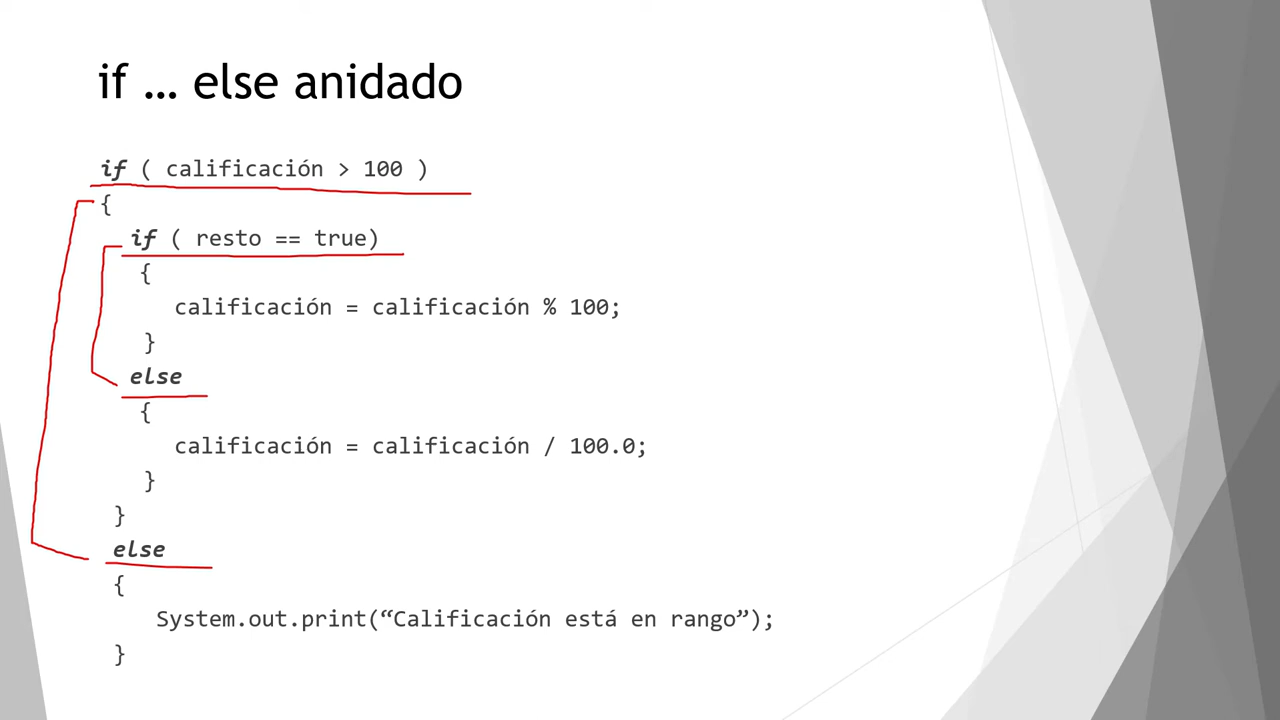 if … else anidado
if ( calificación > 100 )
{
if ( resto == true)
{
calificación = calificación % 100;
}
else
{
calificación = calificación / 100.0;
}
}
else
{
System.out.print(“Calificación está en rango”);
}